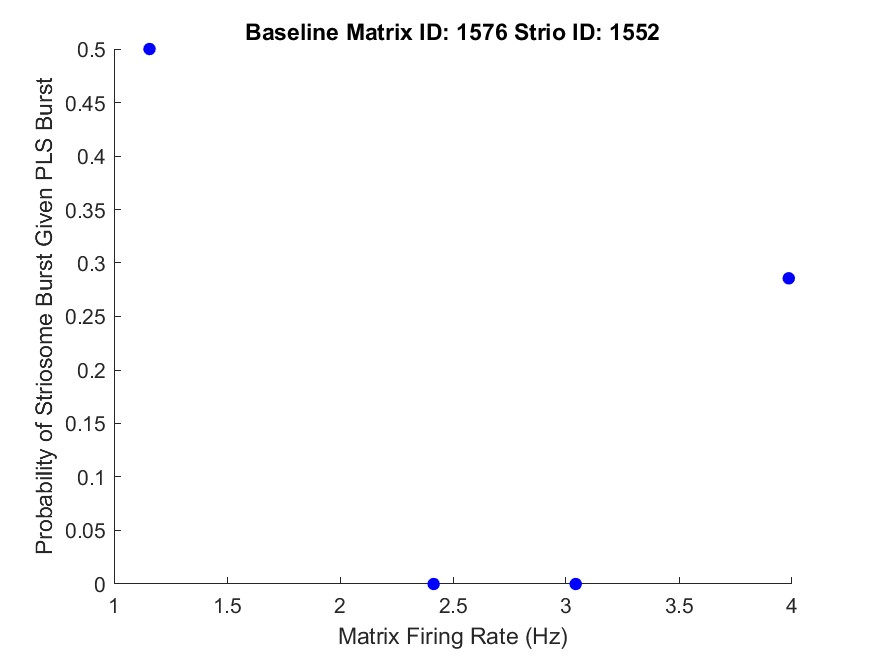 Baseline Matrix ID: 1576 Strio ID: 1552
Probability of Striosome Burst Given PLS Burst
0.5
0.45
0.4
0.35
0.3
0.25
0.2
0.15
0.1
0.05
0
1 1.5 2 2.5 3 3.5 4
Matrix Firing Rate (Hz)